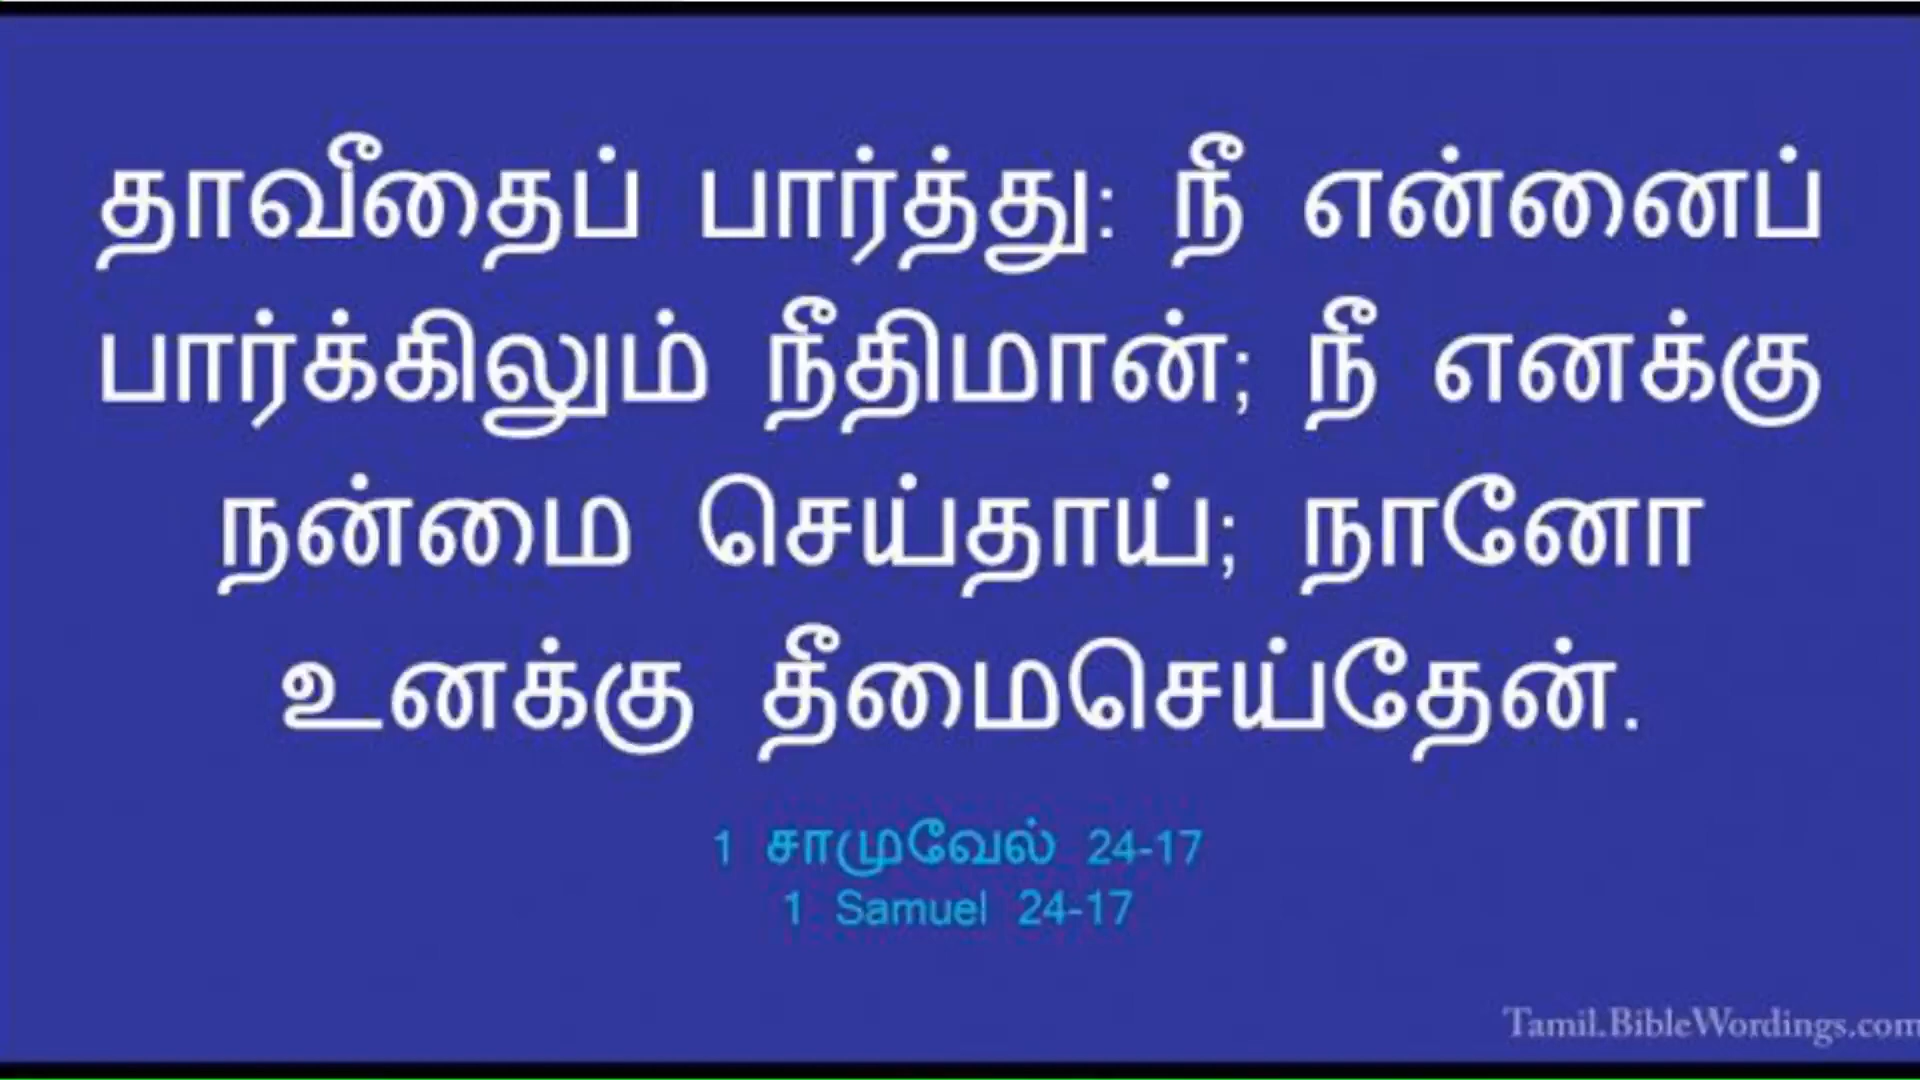 தாவீதைப் பார்த்து: நீ என்னைப்
பார்க்கிலும் நீதிமான்; நீ எனக்கு
நன்மை செய்தாய்; நானோ
உனக்கு தீமைசெய்தேன்.
1 சாமுவேல் 24-17
1 Samuel 24-17
Tamil.BibleWordings.com